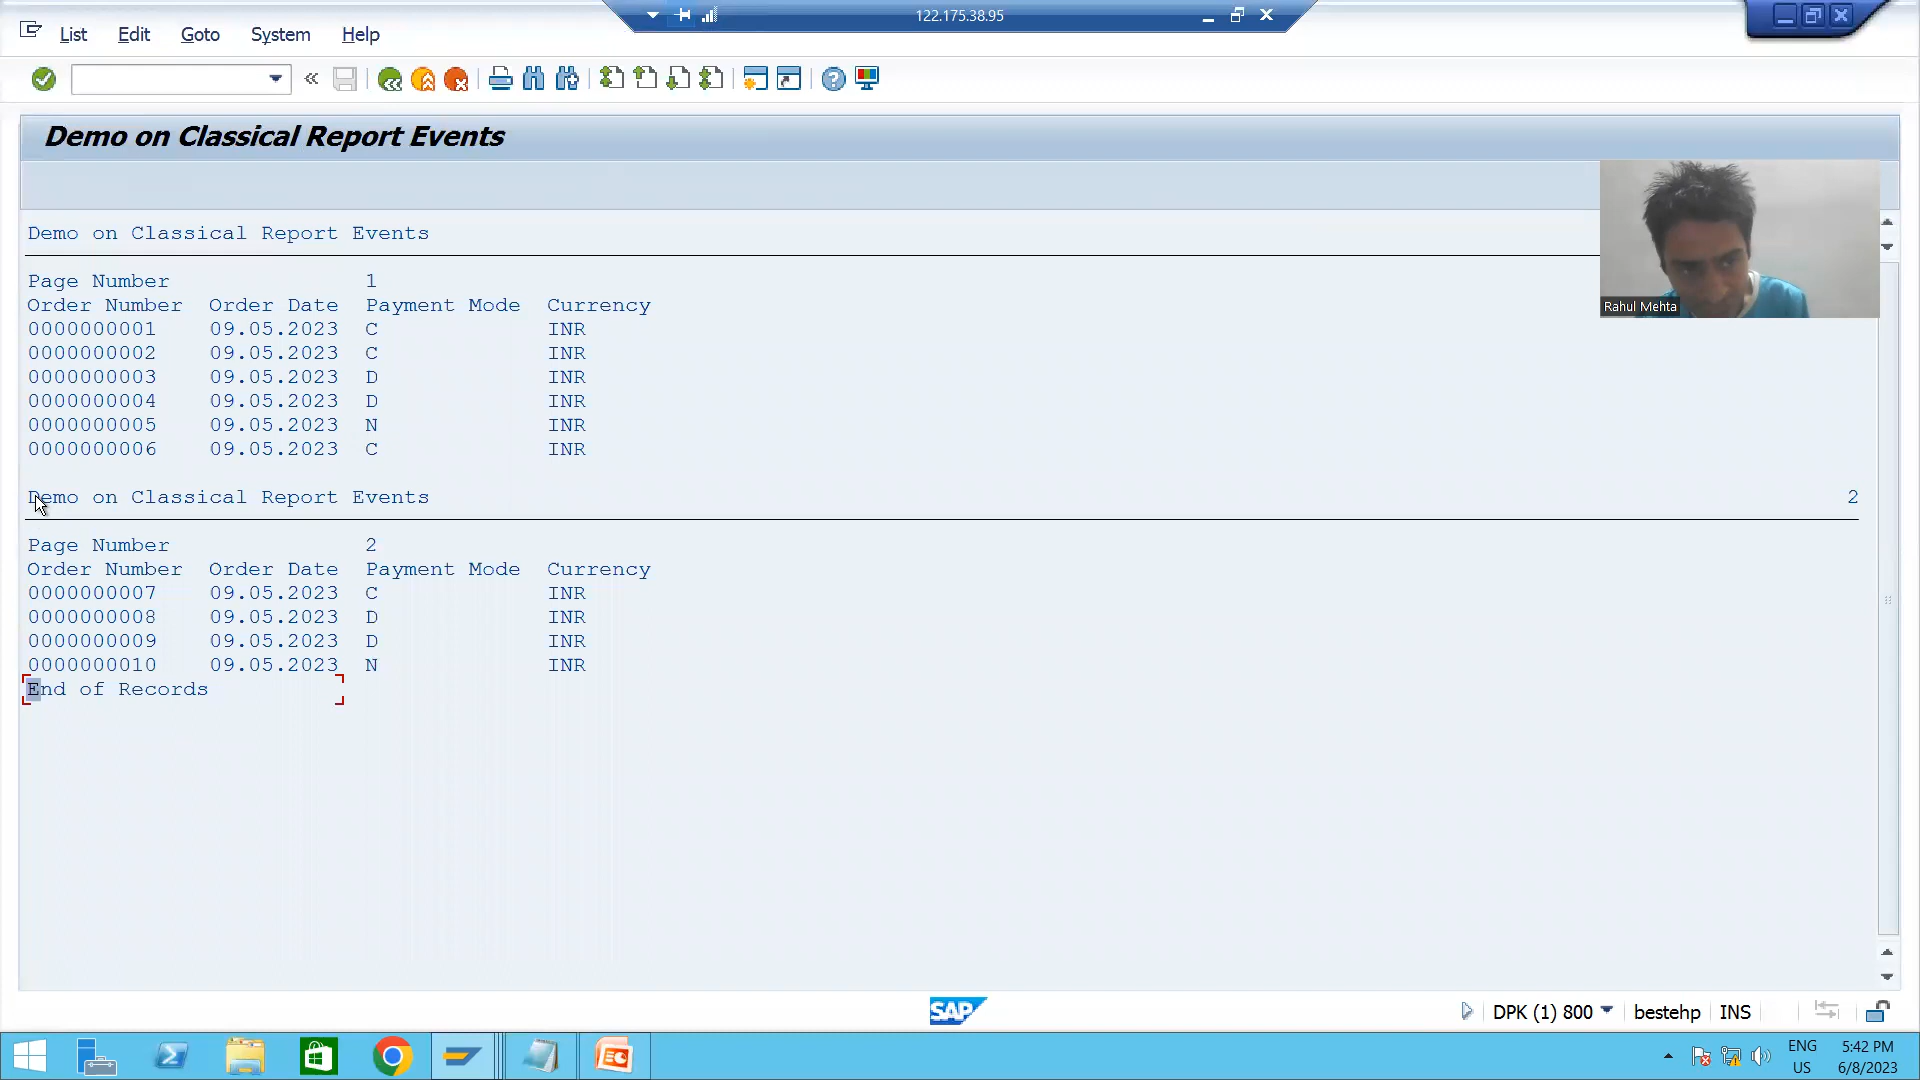 122.175.38.95
List Edit Goto System Help
Demo on Classical Report Events
Demo on Classical Report Events
Page Number 1
Order Number Order Date Payment Mode Currency
0000000001 09.05.2023 C INR
0000000002 09.05.2023 C INR
0000000003 09.05.2023 D INR
0000000004 09.05.2023 D INR
0000000005 09.05.2023 N INR
0000000006 09.05.2023 C INR
Rahul Mehta
Demo on Classical Report Events 2
Page Number 2
Order Number Order Date Payment Mode Currency
0000000007 09.05.2023 C INR
0000000008 09.05.2023 D INR
0000000009 09.05.2023 D INR
0000000010 09.05.2023 N INR
End of Records
SAP
DPK (1) 800 bestehp INS
ENG 5:42 PM
US 6/8/2023